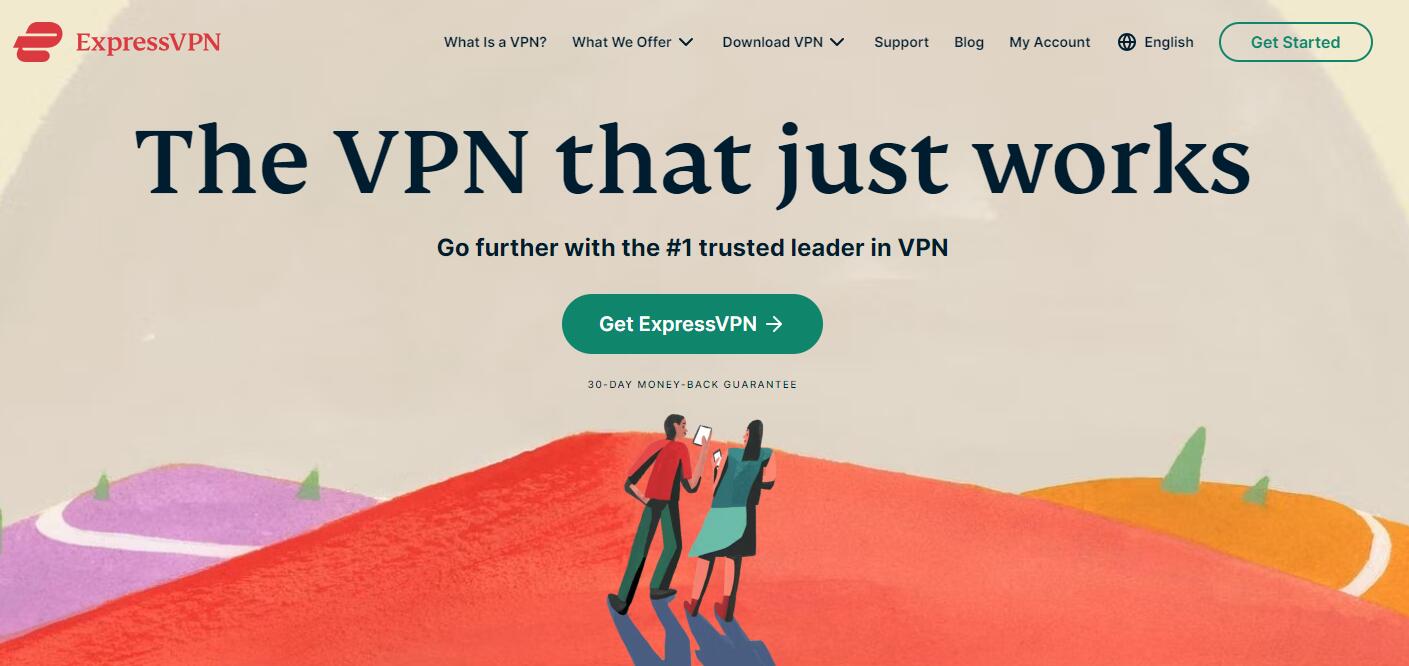 ExpressVPN
What Is a VPN? What We Offer Download VPN Support Blog My Account English Get Started
The VPN that just works
Go further with the #1 trusted leader in VPN
Get ExpressVPN →
30-DAY MONEY-BACK GUARANTEE